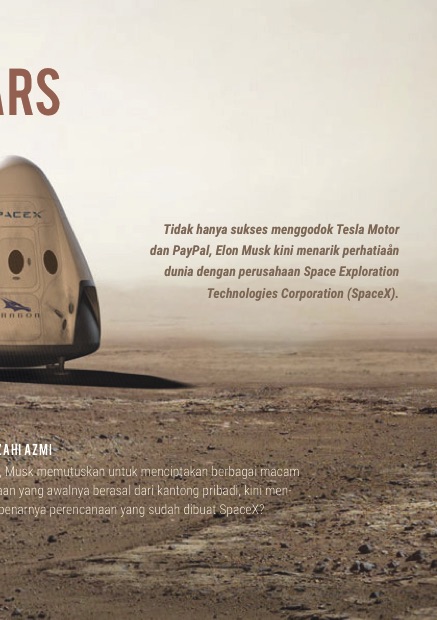 ARS
SPACEX
Tidak hanya sukses menggodok Tesla Motor
dan PayPal, Elon Musk kini menarik perhatiaån
dunia dengan perusahaan Space Exploration
Technologies Corporation (SpaceX).
DRAGON
ZAHI AZMI
, Musk memutuskan untuk menciptakan berbagai macam
aan yang awalnya berasal dari kantong pribadi, kini men-
benarnya perencanaan yang sudah dibuat SpaceX?